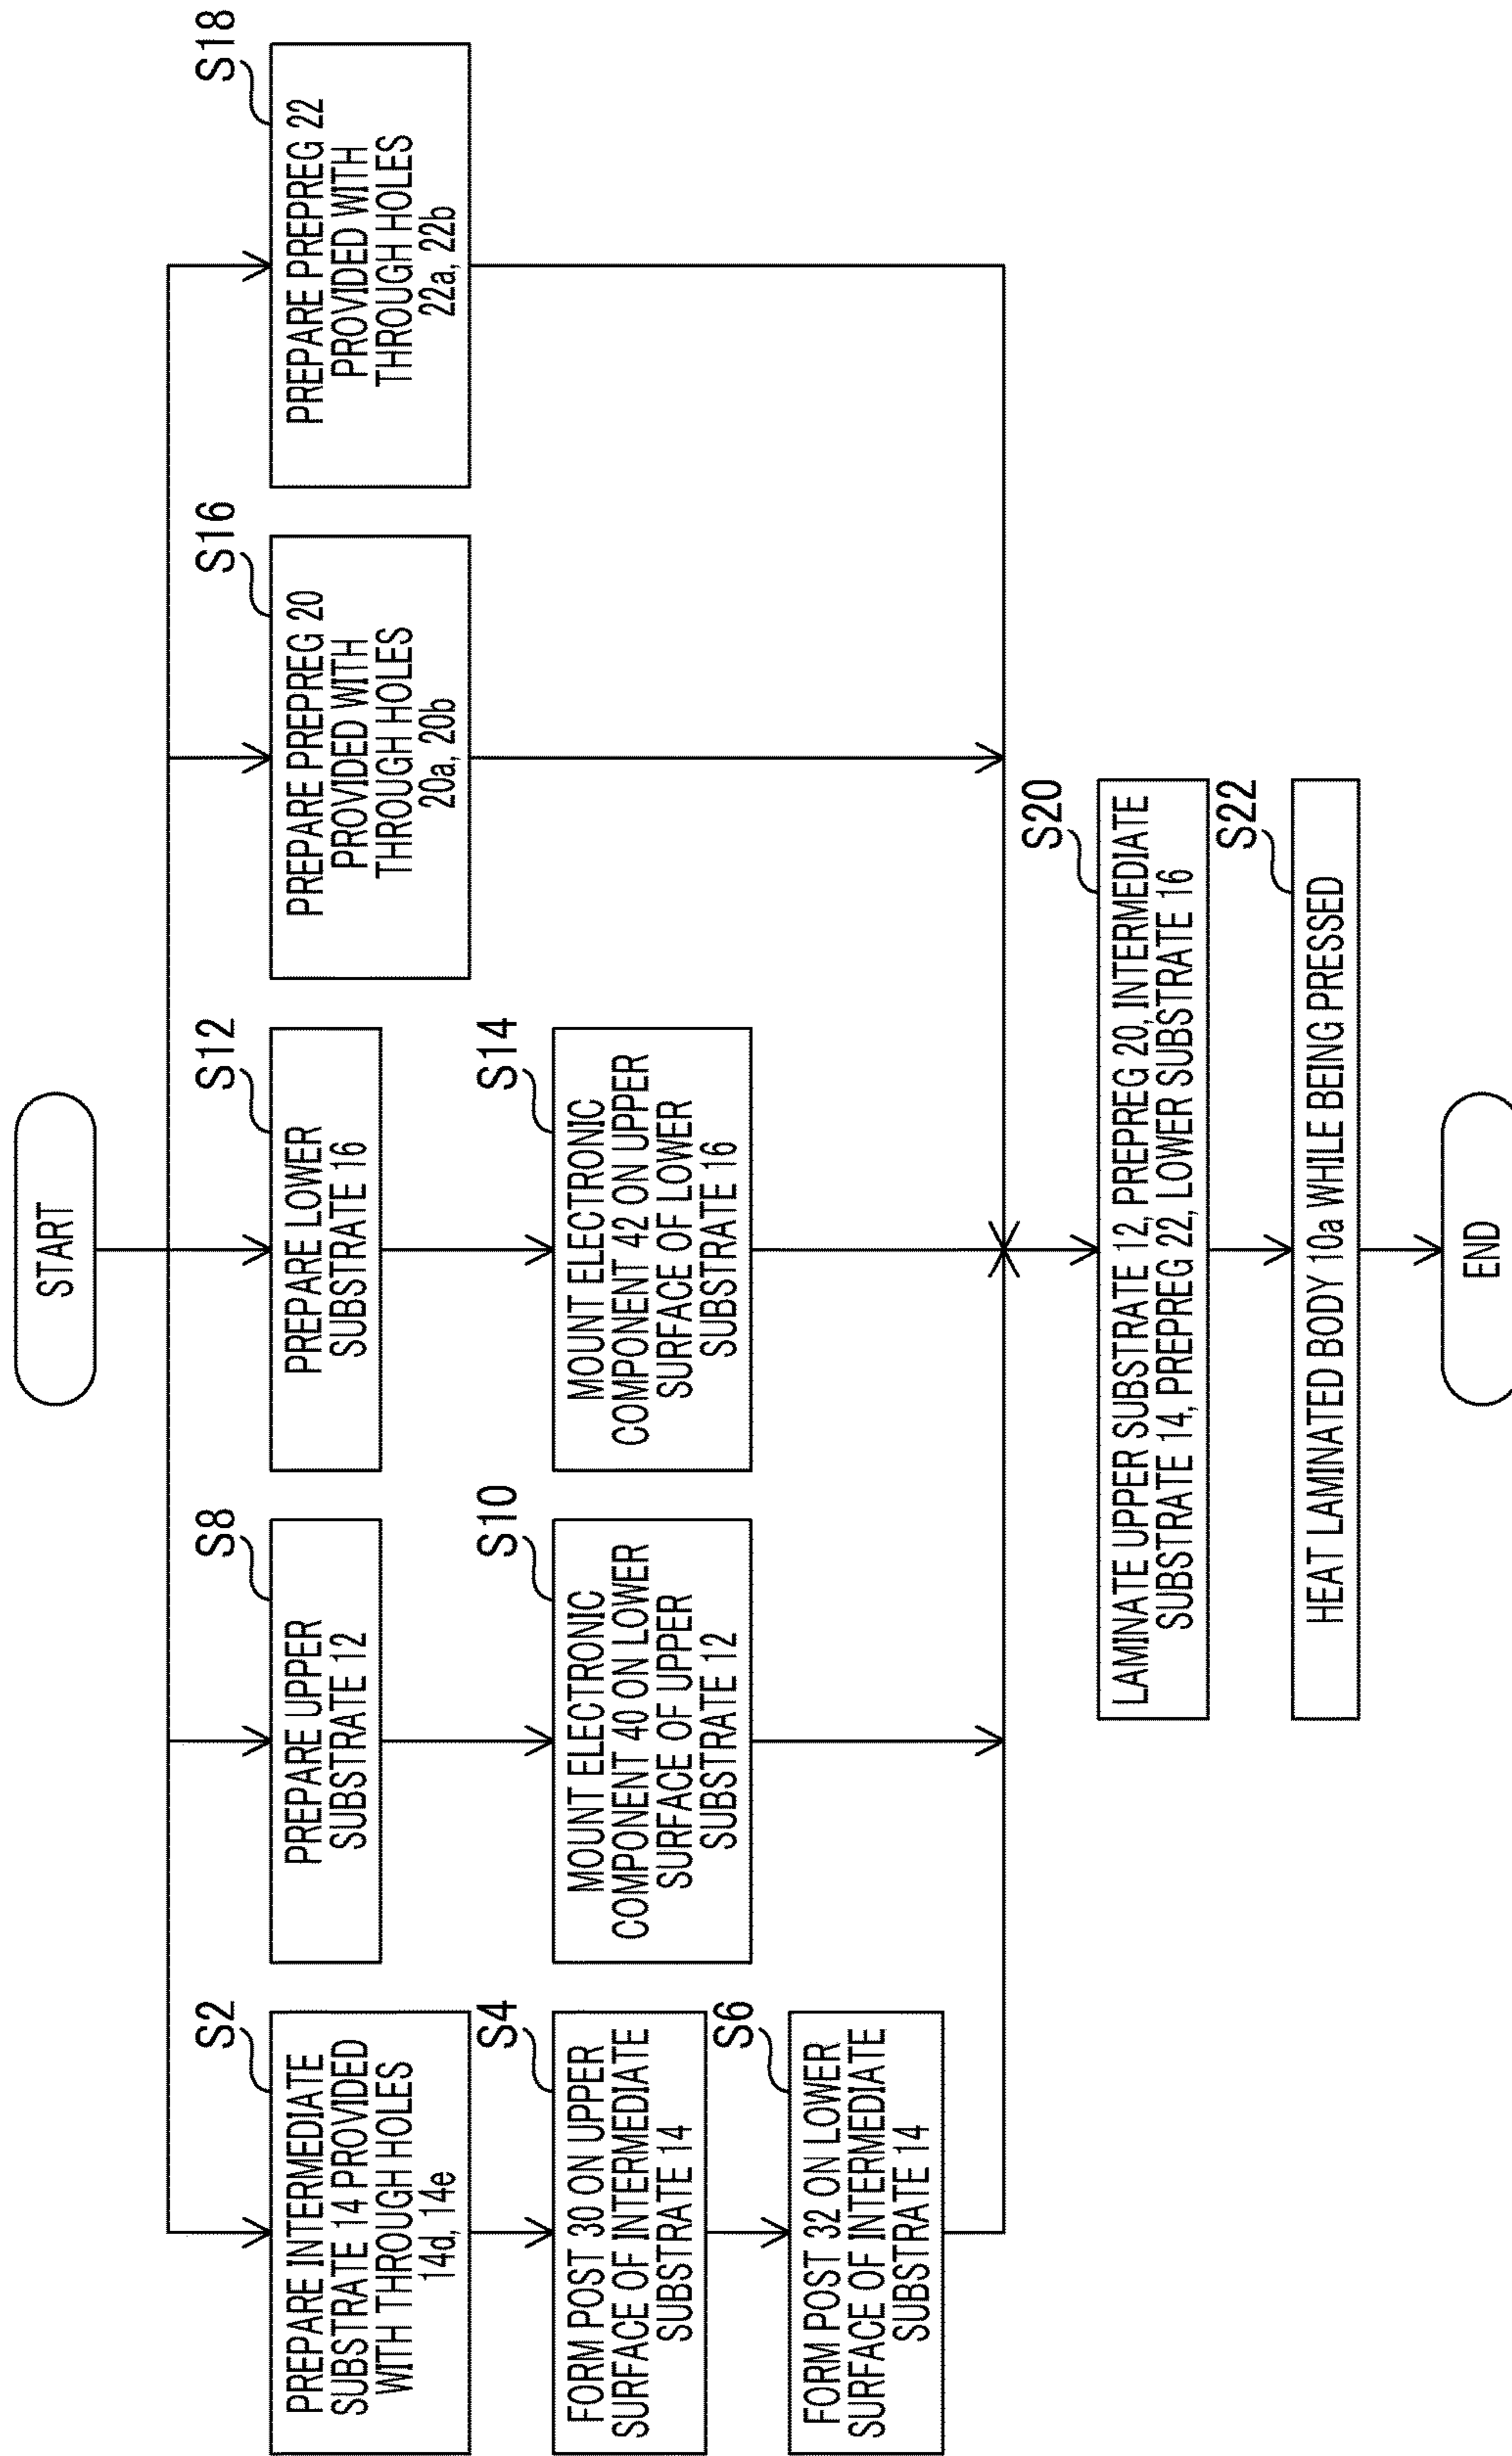 START
S2
PREPARE INTERMEDIATE
SUBSTRATE 14 PROVIDED
WITH THROUGH HOLES
14d, 14e
S4
FORM POST 30 ON UPPER
SURFACE OF INTERMEDIATE
SUBSTRATE 14
S6
FORM POST 32 ON LOWER
SURFACE OF INTERMEDIATE
SUBSTRATE 14
S8
PREPARE UPPER
SUBSTRATE 12
S10
MOUNT ELECTRONIC
COMPONENT 40 ON LOWER
SURFACE OF UPPER
SUBSTRATE 12
S12
PREPARE LOWER
SUBSTRATE 16
S14
MOUNT ELECTRONIC
COMPONENT 42 ON UPPER
SURFACE OF LOWER
SUBSTRATE 16
S16
PREPARE PREPREG 20
PROVIDED WITH
THROUGH HOLES
20a, 20b
S18
PREPARE PREPREG 22
PROVIDED WITH
THROUGH HOLES
22a, 22b
S20
LAMINATE UPPER SUBSTRATE 12, PREPREG 20, INTERMEDIATE
SUBSTRATE 14, PREPREG 22, LOWER SUBSTRATE 16
S22
HEAT LAMINATED BODY 10a WHILE BEING PRESSED
END